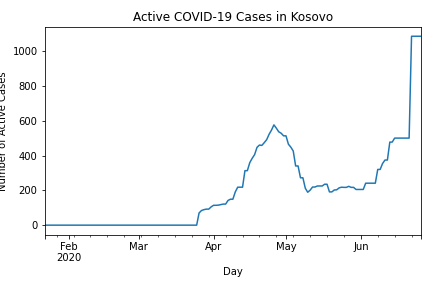 Active COVID-19 Cases in Kosovo
Number of Active Cases
1000
800
600
400
200
0
Feb
2020
Mar
Apr
May
Jun
Day